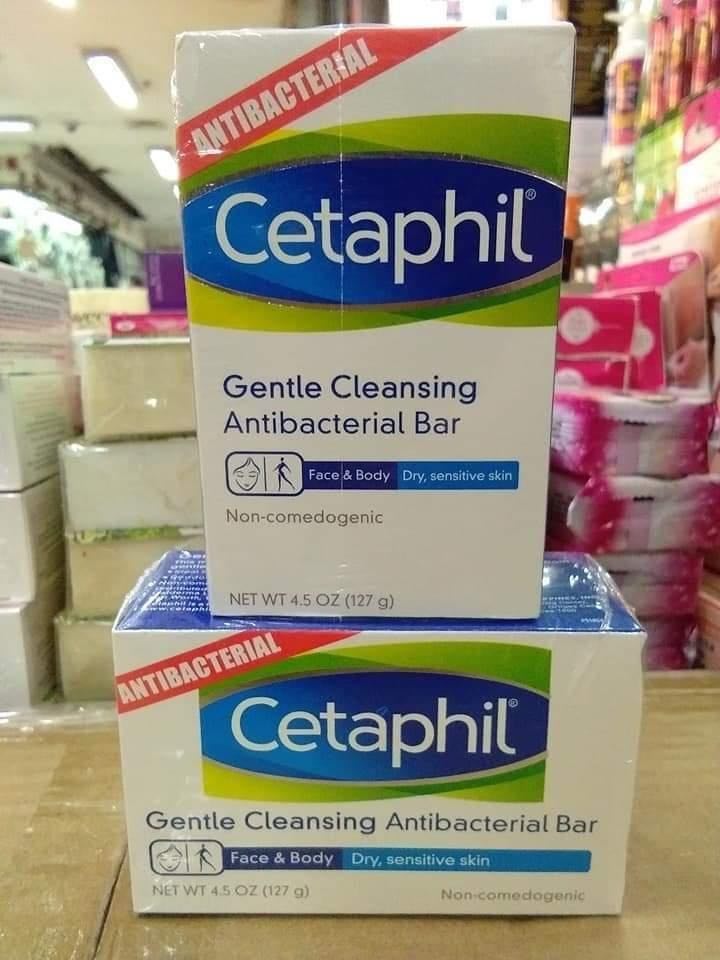 ANTIBACTERIAL
Cetaphil®
Gentle Cleansing
Antibacterial Bar
Face & Body Dry, sensitive skin
Non-comedogenic
NET WT 4.5 OZ (127 g)
ANTIBACTERIAL
Cetaphil®
Gentle Cleansing Antibacterial Bar
Face & Body Dry, sensitive skin
NET WT 4.5 OZ (127 g) Non-comedogenic